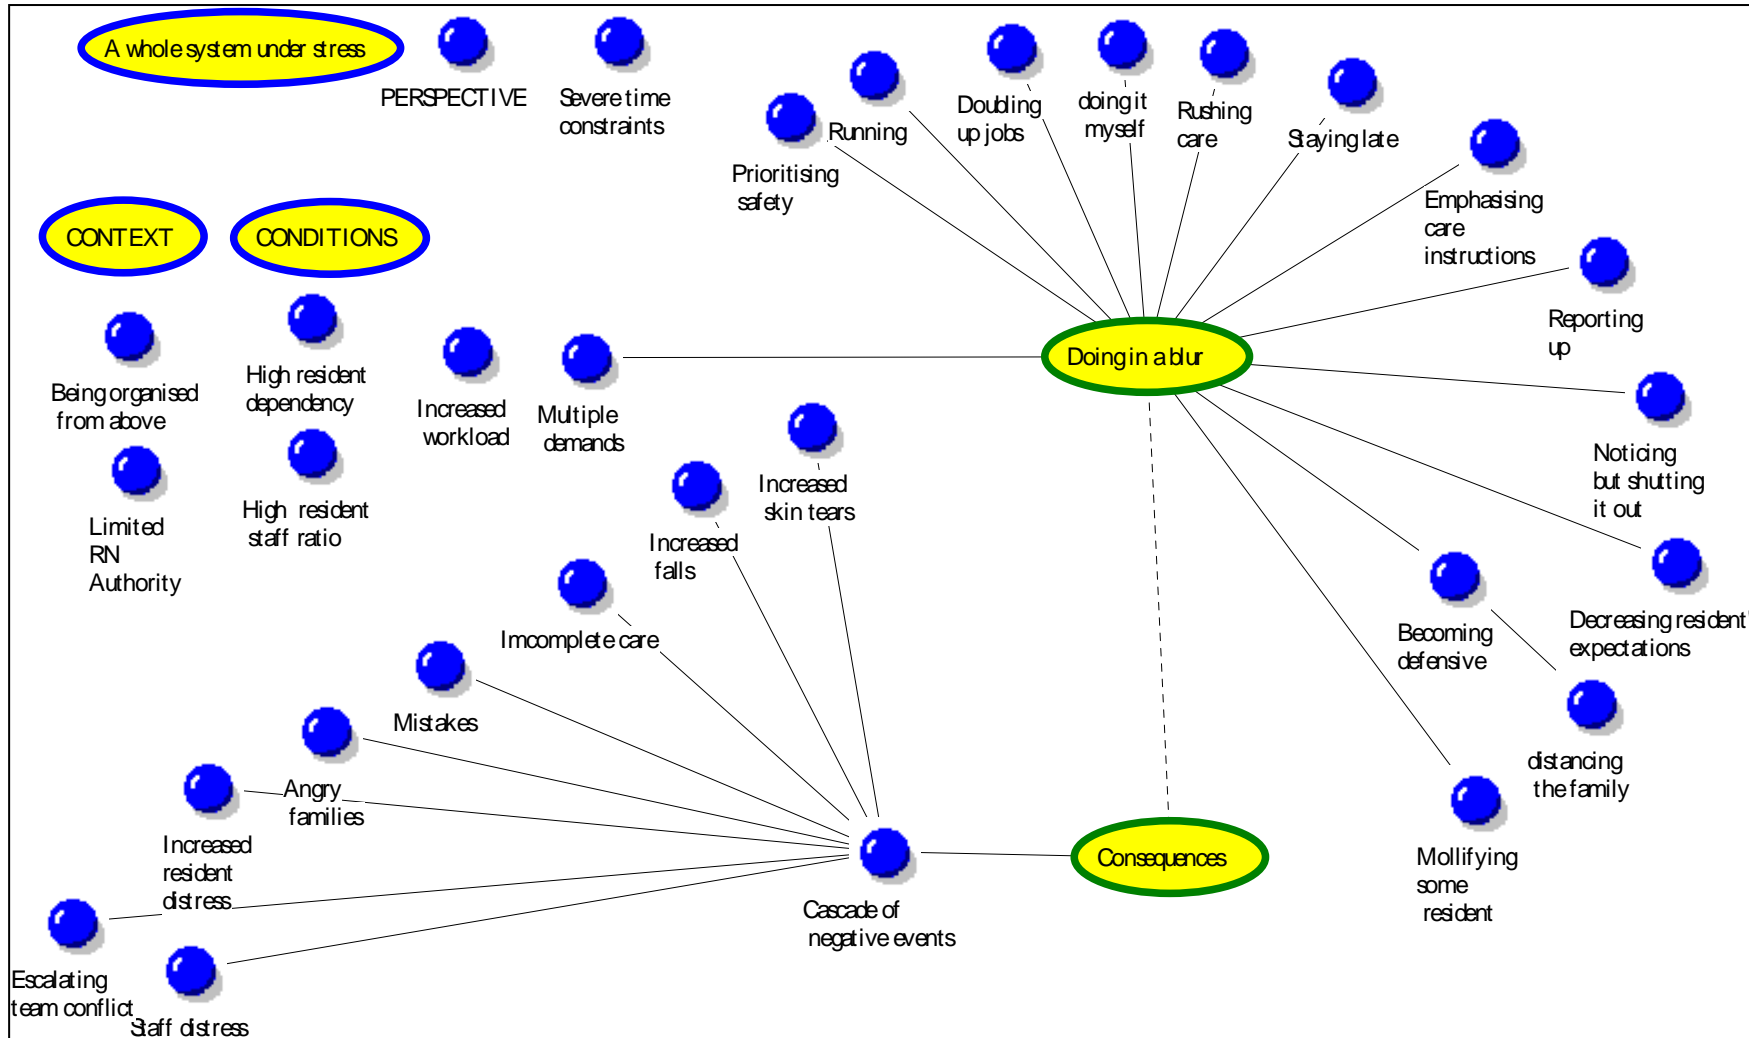 A whole system under stress
PERSPECTIVE
Severe time
constraints
Running
Doubling
up jobs
doing it
myself
Rushing
care
Staying late
Prioritising
safety
Emphasising
care
instructions
CONTEXT
CONDITIONS
Reporting
up
Being organised
from above
High resident
dependency
Increased
workload
Multiple
demands
Doing in a blur
Limited
RN
Authority
High resident
staff ratio
Increased
skin tears
Increased
falls
Noticing
but shutting
it out
Imcomplete care
Becoming
defensive
Decreasing resident'
expectations
Mistakes
distancing
the family
Angry
families
Increased
resident
distress
Consequences
Mollifying
some
resident
Cascade of
negative events
Escalating
team conflict
Staff distress